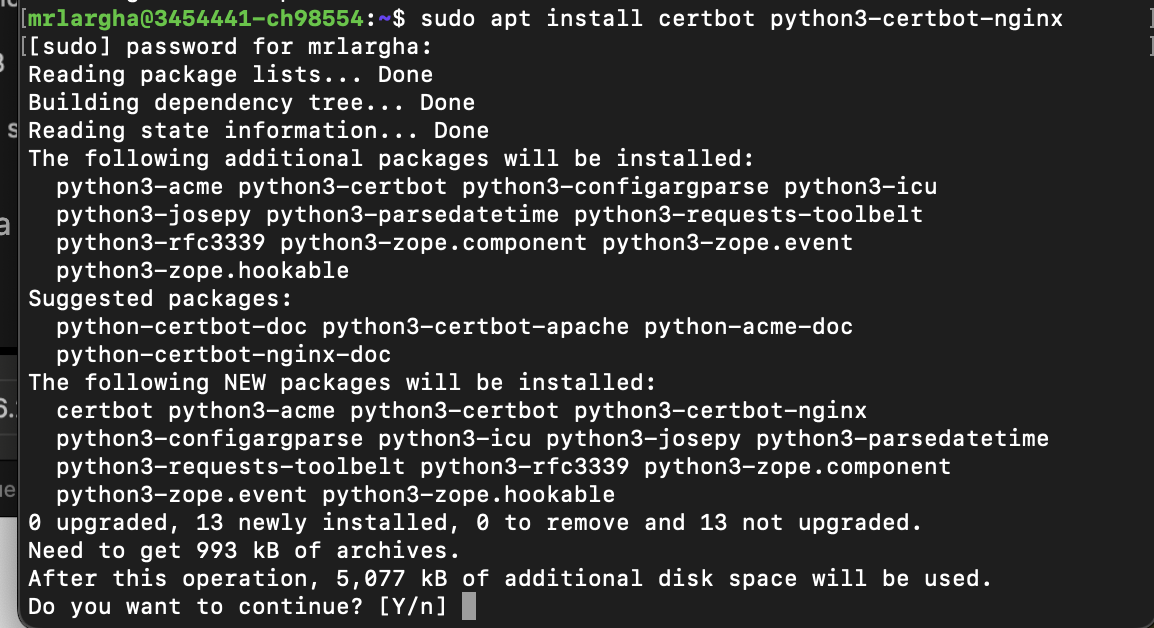 [mrlargha@3454441-ch98554:~$ sudo apt install certbot python3-certbot-nginx ]
[[sudo] password for mrlargha: ]
Reading package lists... Done
Building dependency tree... Done
Reading state information... Done
The following additional packages will be installed:
  python3-acme python3-certbot python3-configargparse python3-icu
  python3-josepy python3-parsedatetime python3-requests-toolbelt
  python3-rfc3339 python3-zope.component python3-zope.event
  python3-zope.hookable
Suggested packages:
  python-certbot-doc python3-certbot-apache python-acme-doc
  python-certbot-nginx-doc
The following NEW packages will be installed:
  certbot python3-acme python3-certbot python3-certbot-nginx
  python3-configargparse python3-icu python3-josepy python3-parsedatetime
  python3-requests-toolbelt python3-rfc3339 python3-zope.component
  python3-zope.event python3-zope.hookable
0 upgraded, 13 newly installed, 0 to remove and 13 not upgraded.
Need to get 993 kB of archives.
After this operation, 5,077 kB of additional disk space will be used.
Do you want to continue? [Y/n]